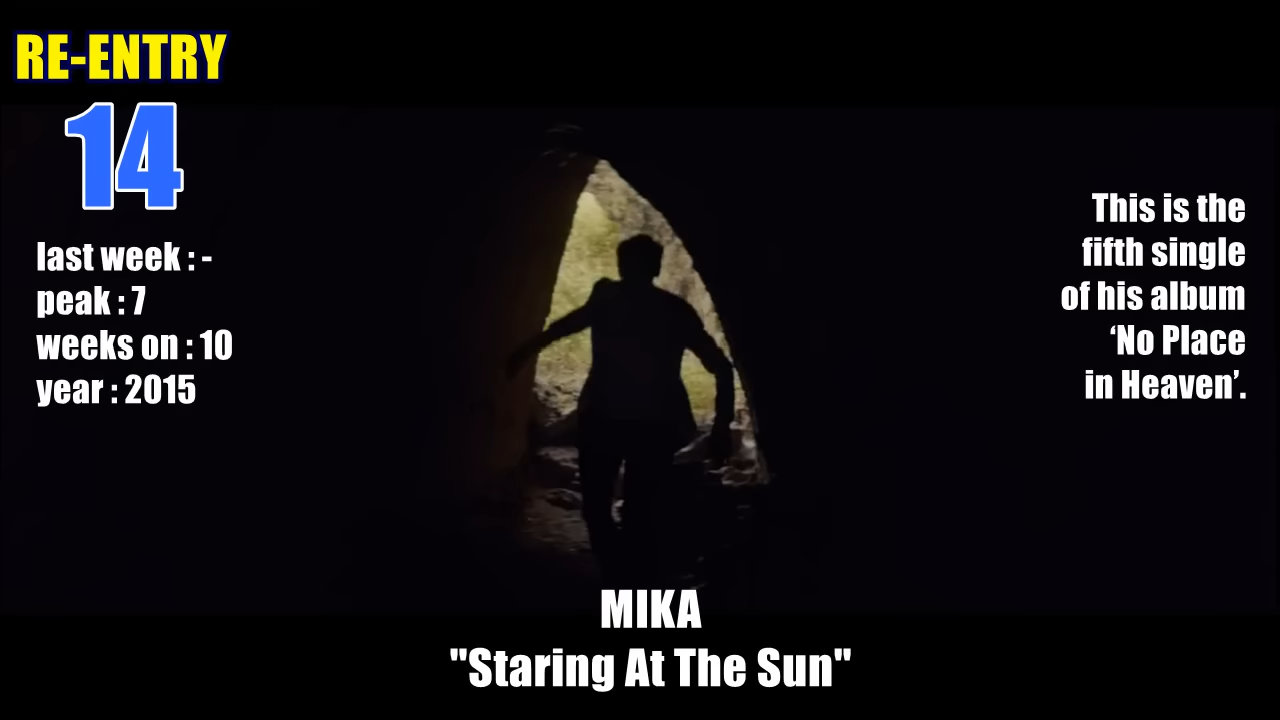 RE-ENTRY
14
last week : -
peak : 7
weeks on : 10
year : 2015
This is the
fifth single
of his album
‘No Place
in Heaven’.
MIKA
"Staring At The Sun"